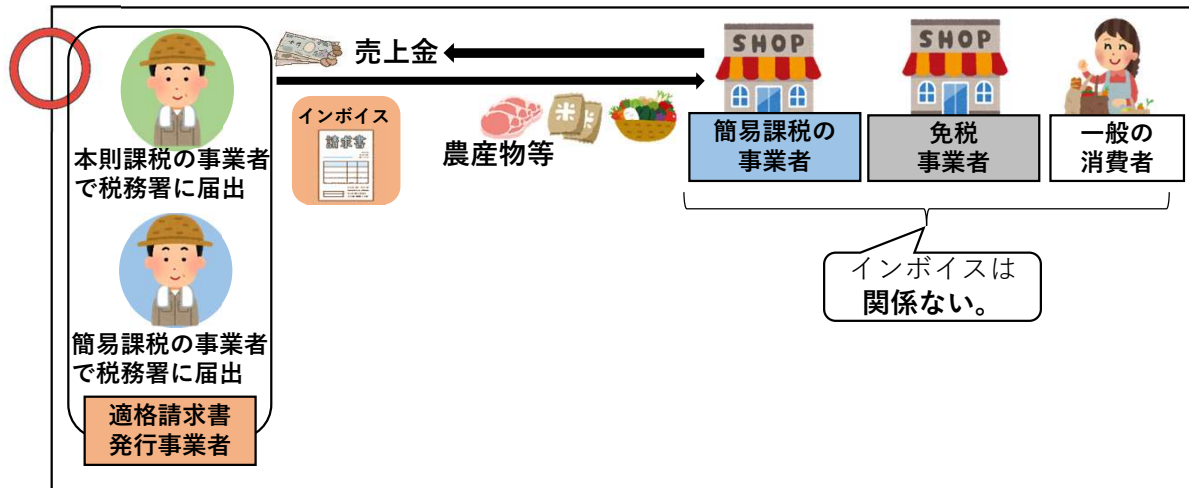 売上金
インボイス
請求書
農産物等
米
本則課税の事業者
で税務署に届出
簡易課税の事業者
で税務署に届出
適格請求書
発行事業者
SHOP
SHOP
簡易課税の
事業者
免税
事業者
一般の
消費者
インボイスは
関係ない。